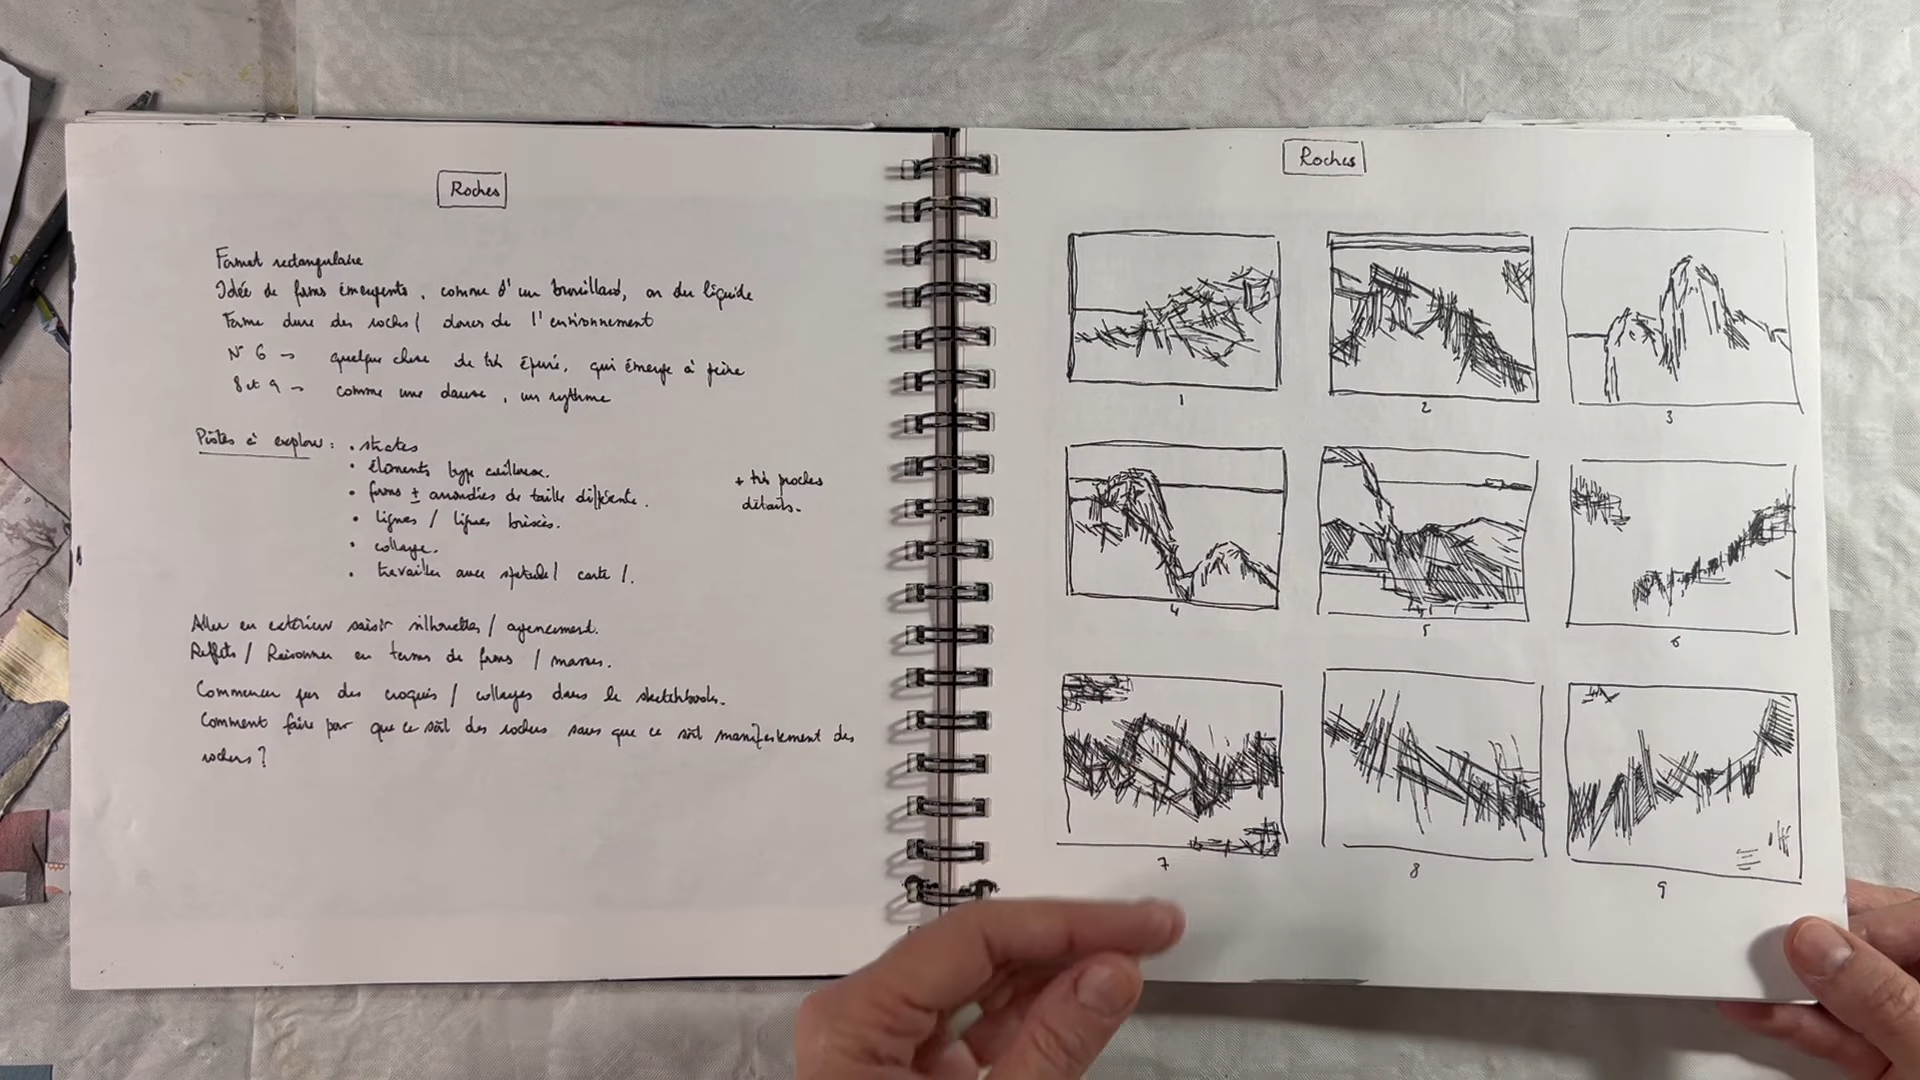 Roches
Format rectangulaire
Idée de formes émergentes, comme d'un brouillard, ou du liquide
Forme dure des roches / douces de l'environnement
N° 6 → quelque chose de très épuré, qui émerge à peine
8 et 9 → comme une danse, un rythme
Pistes à explorer :
• strates
• éléments type cailloux.
• formes ± arrondies de taille différente.
• lignes / lignes brisées.
• collage.
• travailler avec spatule / carte /.
+ très proches
détails.
Aller en extérieur saisir silhouettes / agencement.
Reflets / Raisonner en termes de formes / masses.
Commencer par des croquis / collages dans le sketchbook.
Comment faire pour que ce soit des rochers sans que ce soit manifestement des
rochers?
Roches
1
2
3
4
5
6
7
8
9